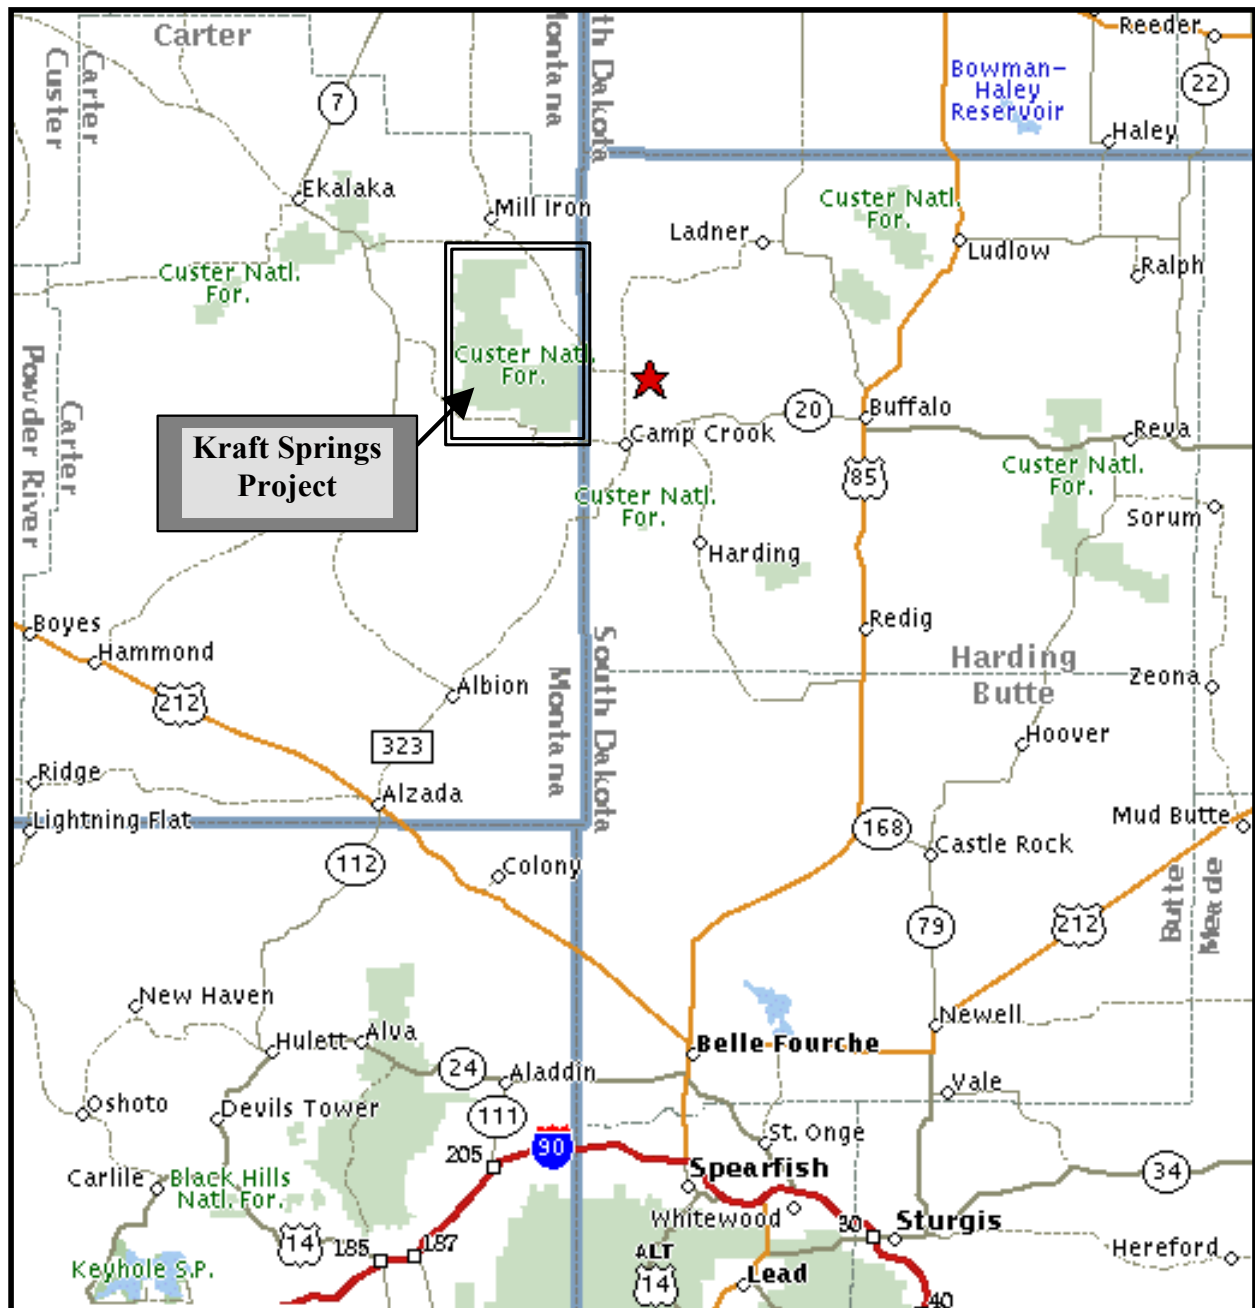 Carter
Custer
Carter
7
Montana
South Dakota
Reeder
22
Bowman-
Haley
Reservoir
Haley
Ekalaka
Mill Iron
Ladner
Custer Natl.
For.
Ludlow
Ralph
Custer Natl.
For.
Custer Natl.
For.
Powder River
Carter
Kraft Springs
Project
20
Buffalo
Camp Crook
Reva
85
Custer Natl.
For.
Custer Natl.
For.
Sorum
Harding
Boyes
Hammond
212
Redig
Harding
Butte
Zeona
Albion
Montana
South Dakota
323
Hoover
Ridge
Alzada
Lightning Flat
Mud Butte
168
Castle Rock
112
Colony
Butte
Meade
79
212
New Haven
Newell
Hulett
Alva
Belle Fourche
24
Aladdin
Vale
Oshoto
Devils Tower
111
St. Onge
205
90
Carlile
Black Hills
Natl. For.
Spearfish
34
Whitewood
30
Sturgis
14
185
187
ALT
14
Hereford
Keyhole S.P.
Lead
40